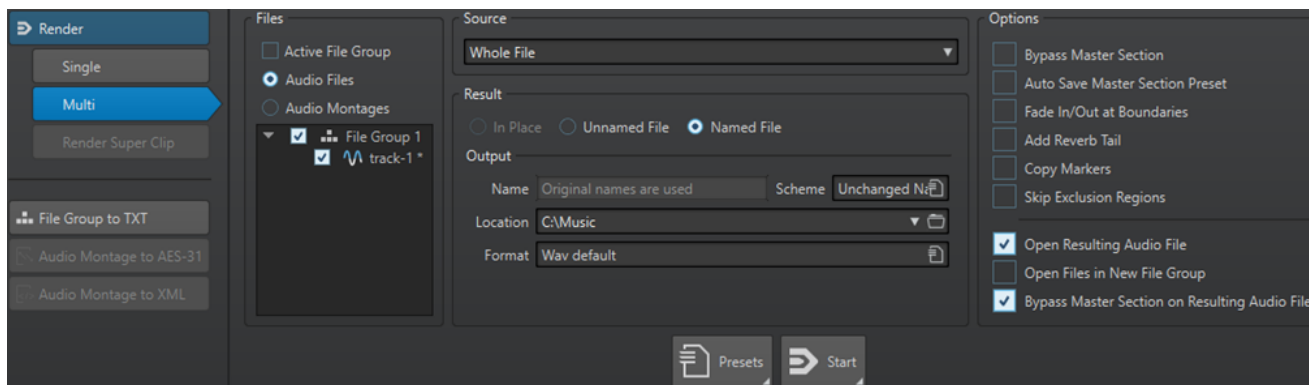 Render
Single
Multi
Render Super Clip
File Group to TXT
Audio Montage to AES-31
Audio Montage to XML
Files
Active File Group
Audio Files
Audio Montages
File Group 1
track-1 *
Source
Whole File
Result
In Place Unnamed File Named File
Output
Name Original names are used Scheme Unchanged Na
Location C:\Music
Format Wav default
Options
Bypass Master Section
Auto Save Master Section Preset
Fade In/Out at Boundaries
Add Reverb Tail
Copy Markers
Skip Exclusion Regions
Open Resulting Audio File
Open Files in New File Group
Bypass Master Section on Resulting Audio File
Presets Start